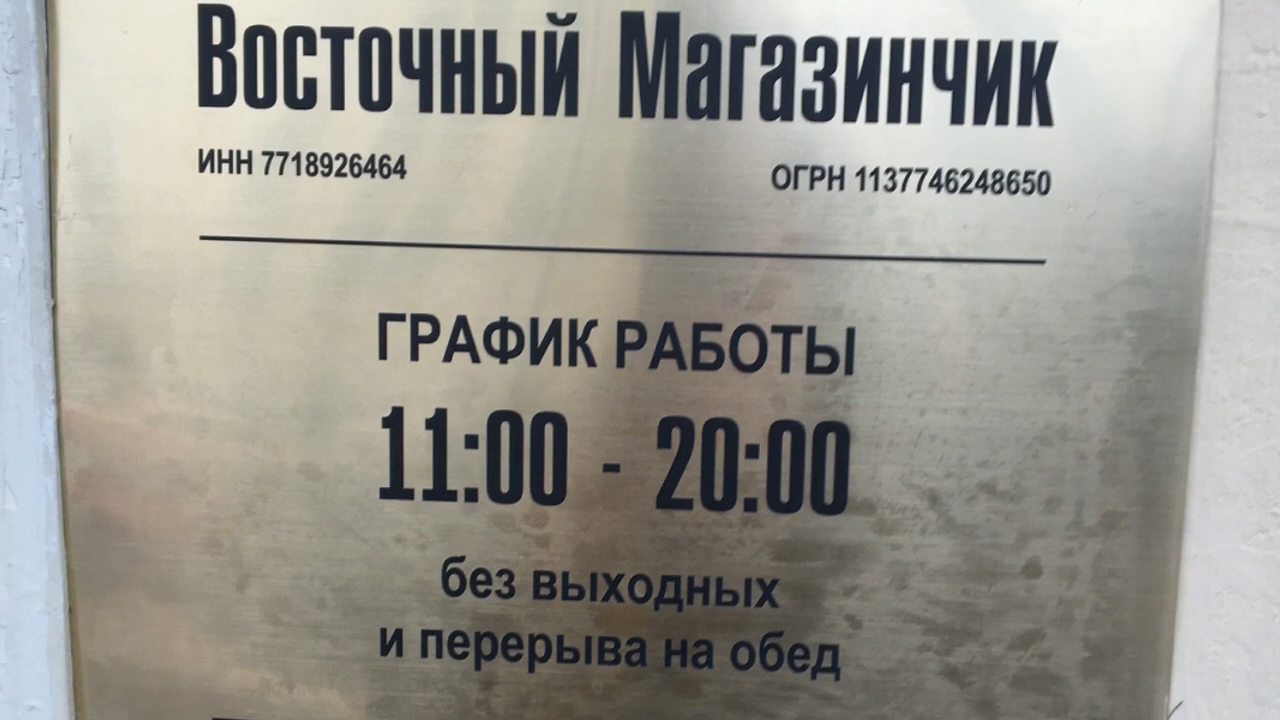 Восточный Магазинчик
ИНН 7718926464 ОГРН 1137746248650
ГРАФИК РАБОТЫ
11:00 - 20:00
без выходных
и перерыва на обед